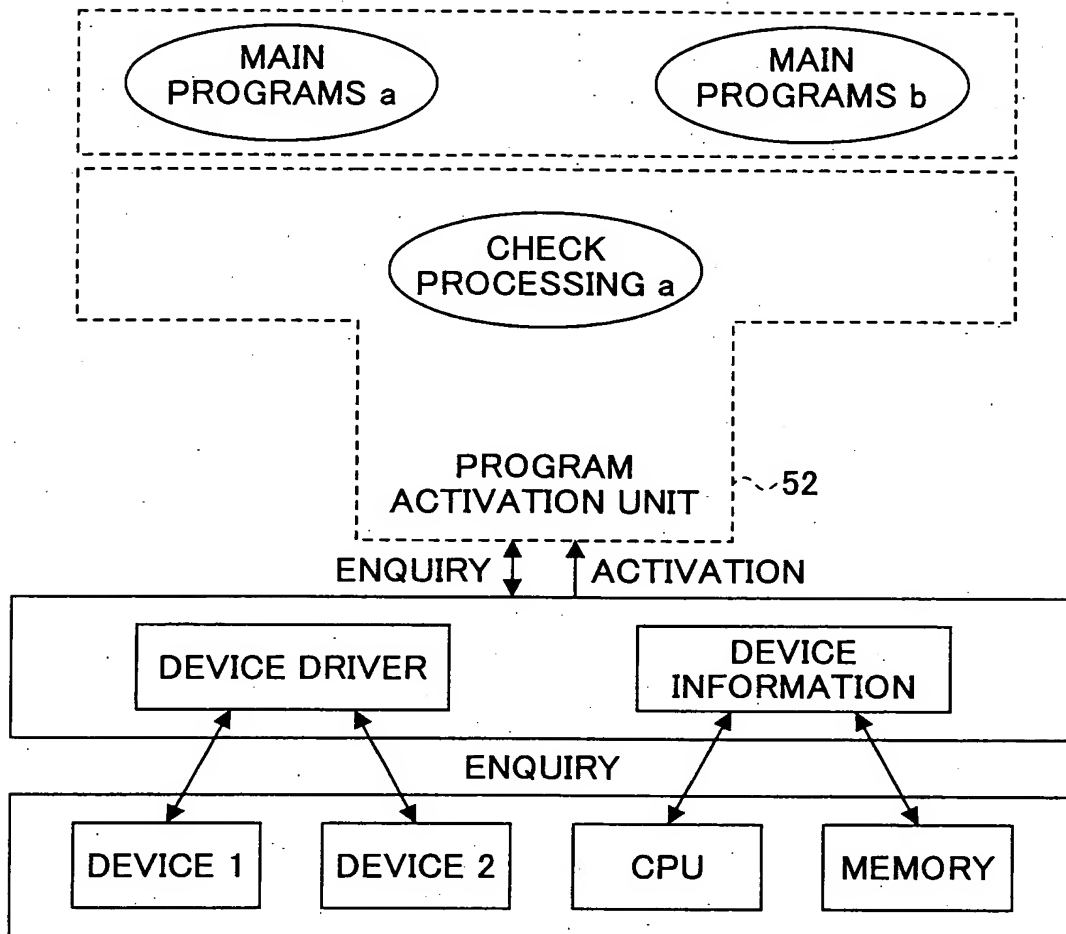 MAIN
PROGRAMS a
MAIN
PROGRAMS b
CHECK
PROCESSING a
PROGRAM
ACTIVATION UNIT
52
ENQUIRY
ACTIVATION
DEVICE DRIVER
DEVICE
INFORMATION
ENQUIRY
DEVICE 1
DEVICE 2
CPU
MEMORY